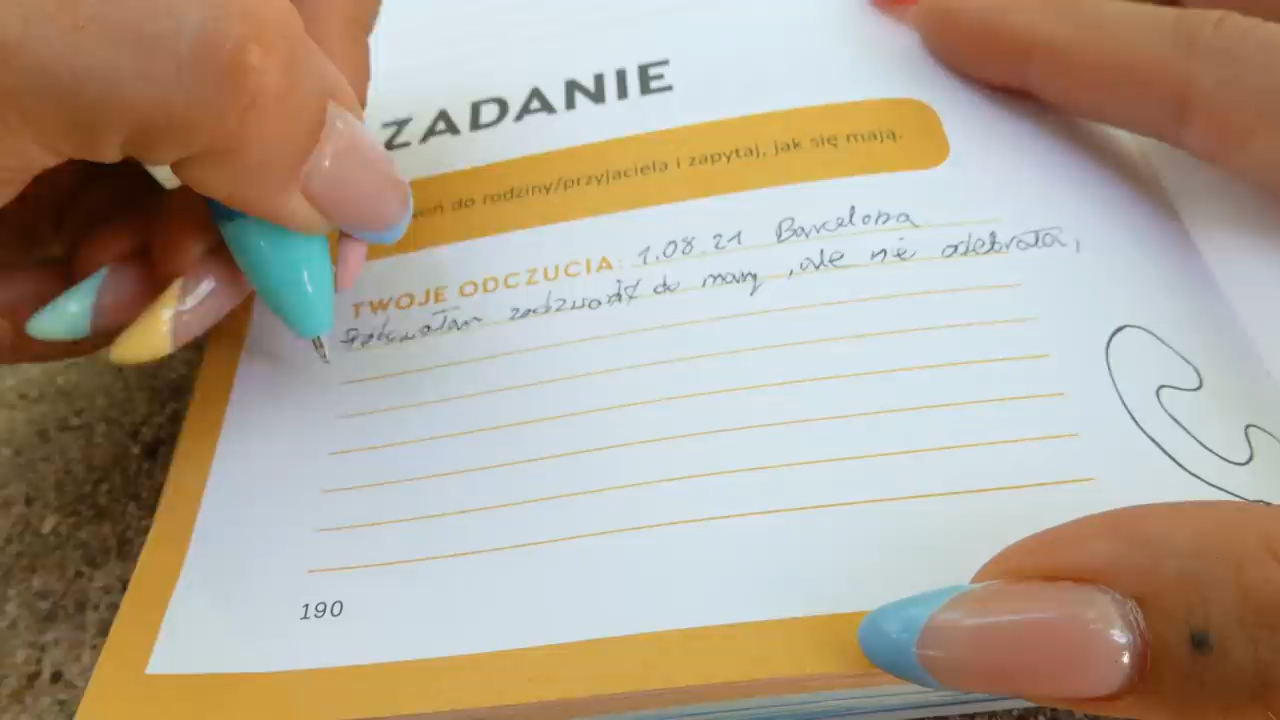 ZADANIE
do rodziny/przyjaciela i zapytaj, jak się mają.
TWOJE ODCZUCIA: 1.08.21 Barcelona
Próbowałam zadzwonić do mamy, ale nie odebrała,
190